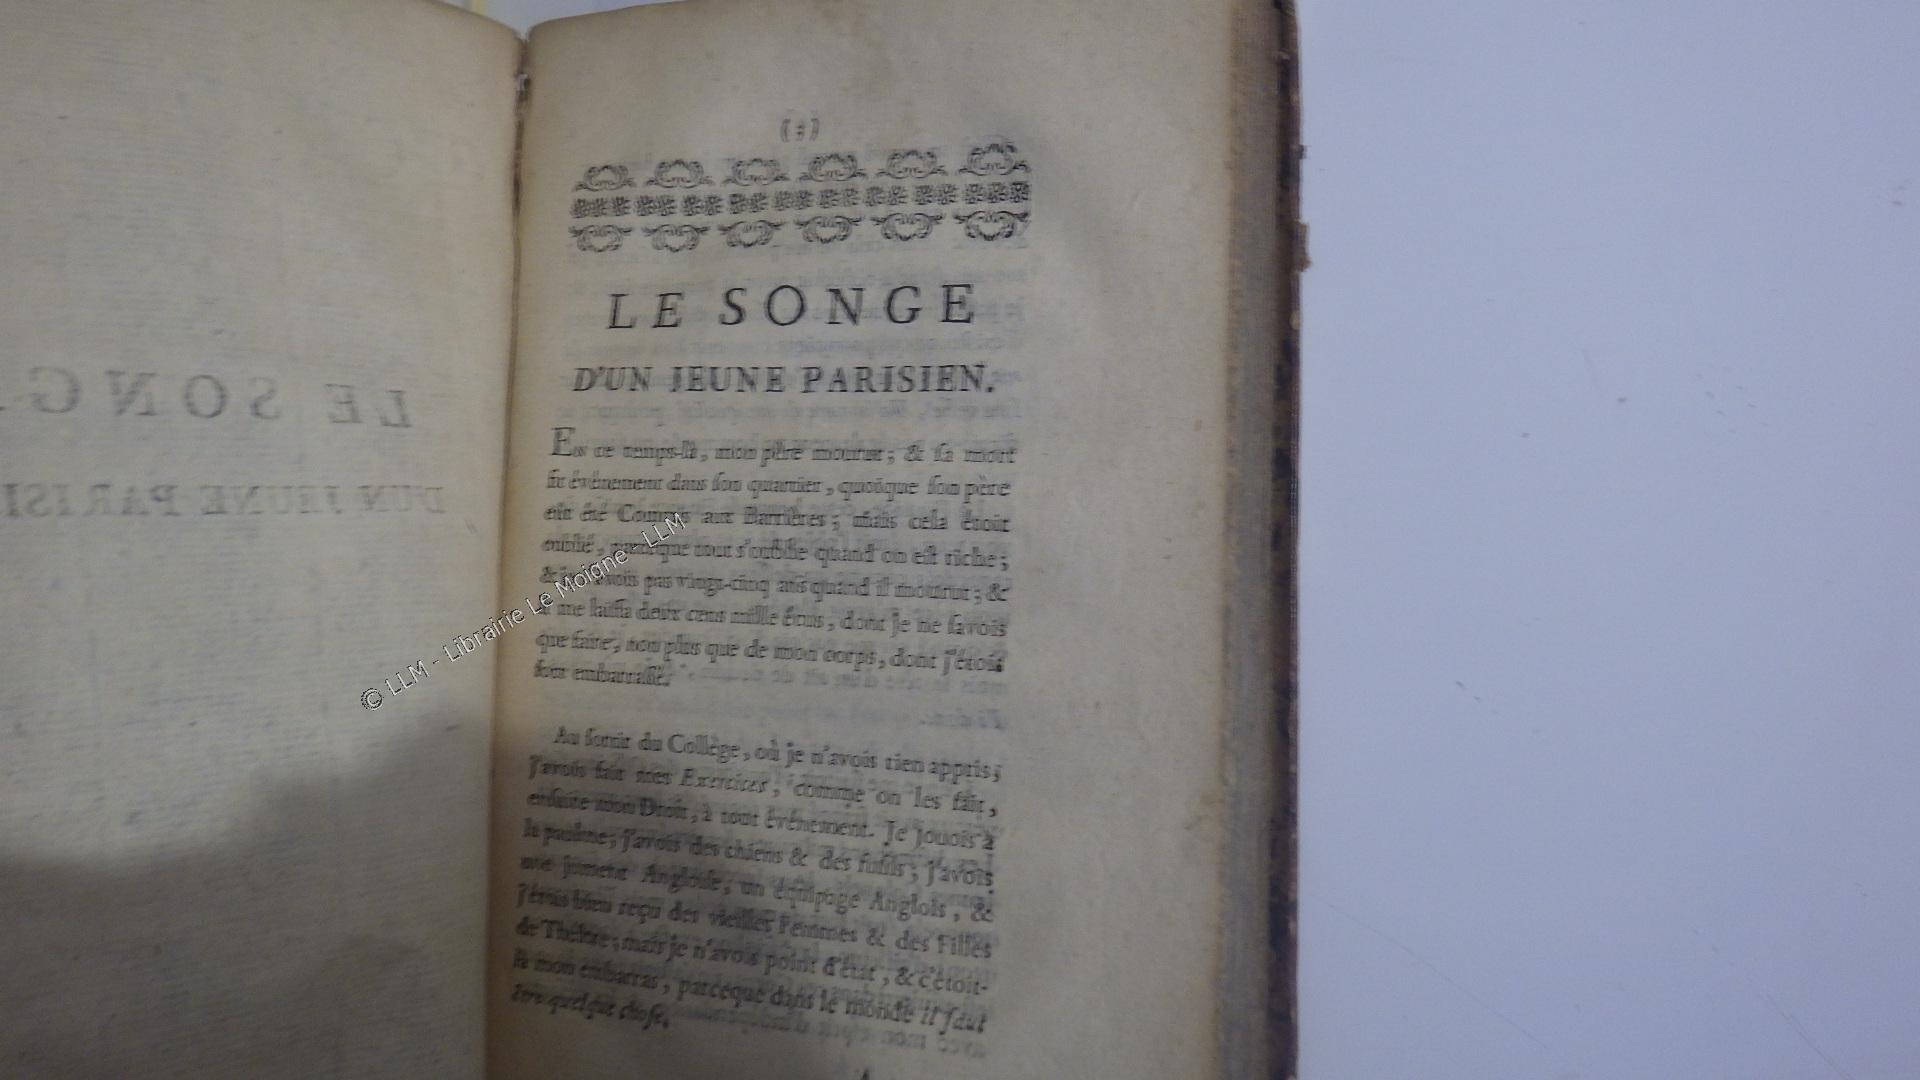 LE SONGE
D'UN JEUNE PARISIEN.
En ce temps-là, mon père mourut; & sa mort
fit événement dans son quartier, quoique son père
eût été Commis aux Barrières; mais cela étoit
oublié, parceque tout s'oublie quand on est riche;
& je n'avois pas vingt-cinq ans quand il mourut; &
il me laissa deux cens mille écus, dont je ne savois
que faire, non plus que de mon corps, dont j'étois
fort embarrassé.
Au sortir du Collège, où je n'avois rien appris;
j'avois fait mes Exercices, comme on les fait,
ensuite mon Droit, à tout événement. Je jouois à
la paulme; j'avois des chiens & des fusils; j'avois
une jument Angloise, un équipage Anglois, &
j'étois bien reçu des vieilles Femmes & des Filles
de Théâtre; mais je n'avois point d'état, & c'étoit-
là mon embarras, parceque dans le monde il faut
être quelque chose.
A
LE SONG
D'UN JEUNE PARISI
© LLM - Librairie Le Moigne - LLM